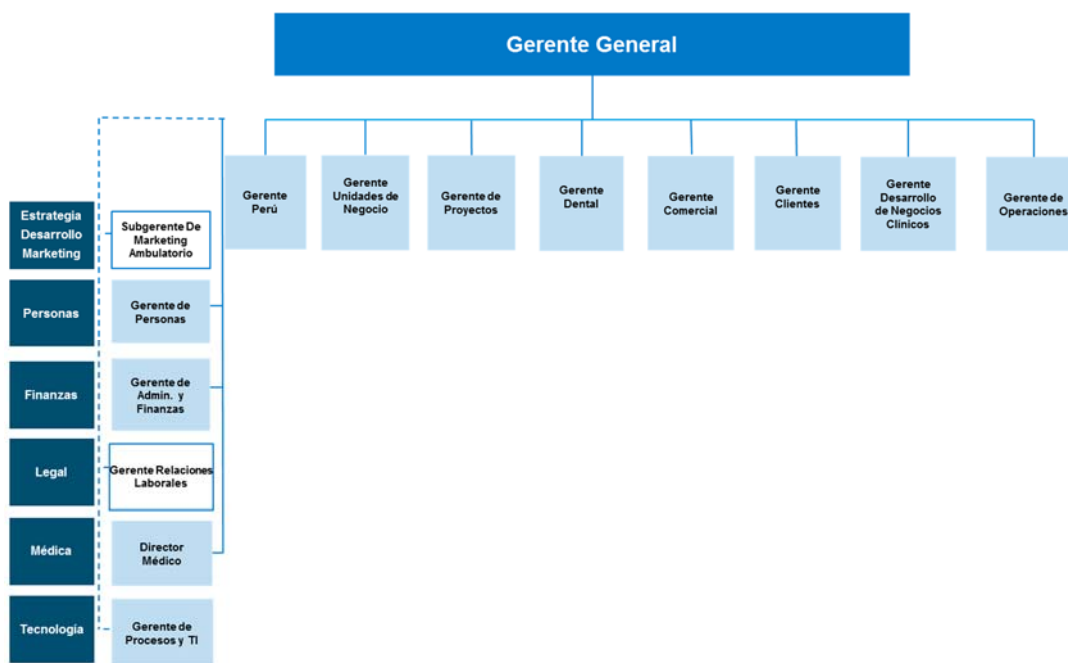 Gerente General
Gerente
Perú
Gerente
Unidades de
Negocio
Gerente de
Proyectos
Gerente
Dental
Gerente
Comercial
Gerente
Clientes
Gerente
Desarrollo
de Negocios
Clínicos
Gerente de
Operaciones
Estrategia
Desarrollo
Marketing
Subgerente De
Marketing
Ambulatorio
Personas
Gerente de
Personas
Finanzas
Gerente de
Admin. y
Finanzas
Legal
Gerente Relaciones
Laborales
Médica
Director
Médico
Tecnología
Gerente de
Procesos y TI